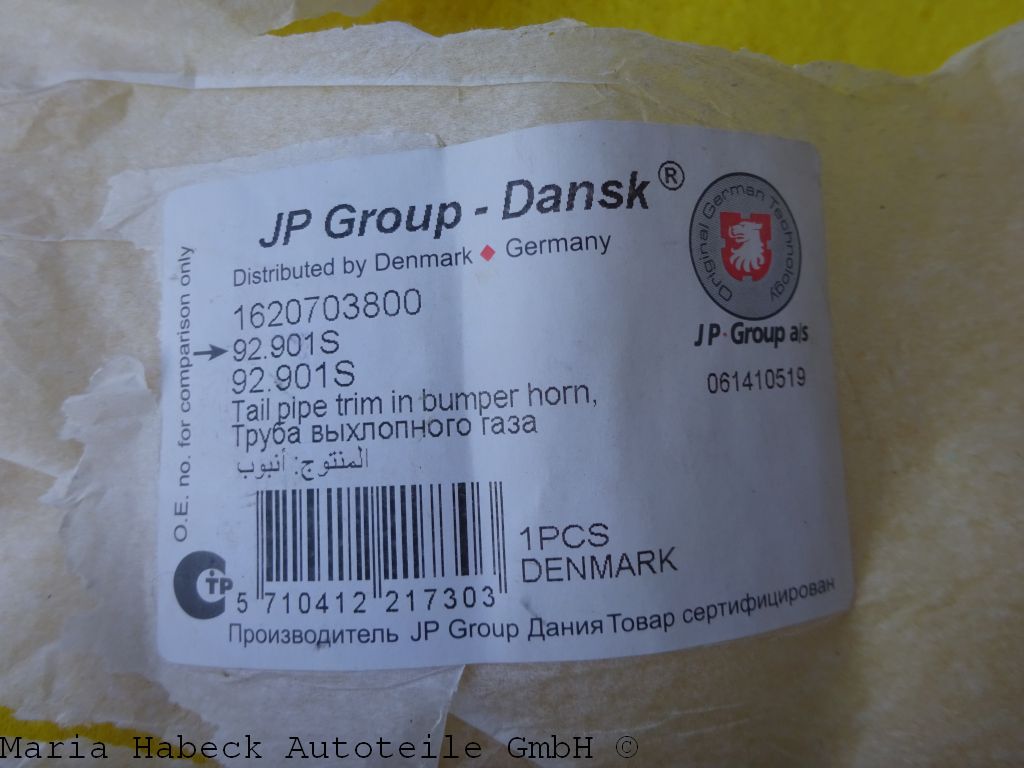 JP Group - Dansk®
Distributed by Denmark ♦ Germany
1620703800
92.901S
92.901S
Tail pipe trim in bumper horn,
Труба выхлопного газа
المنتوج: أنبوب
O.E. no. for comparison only
Original German Technology
JP·Group a/s
061410519
1PCS
DENMARK
СТР
5 710412 217303
Производитель JP Group Дания Товар сертифицирован
Maria Habeck Autoteile GmbH ©